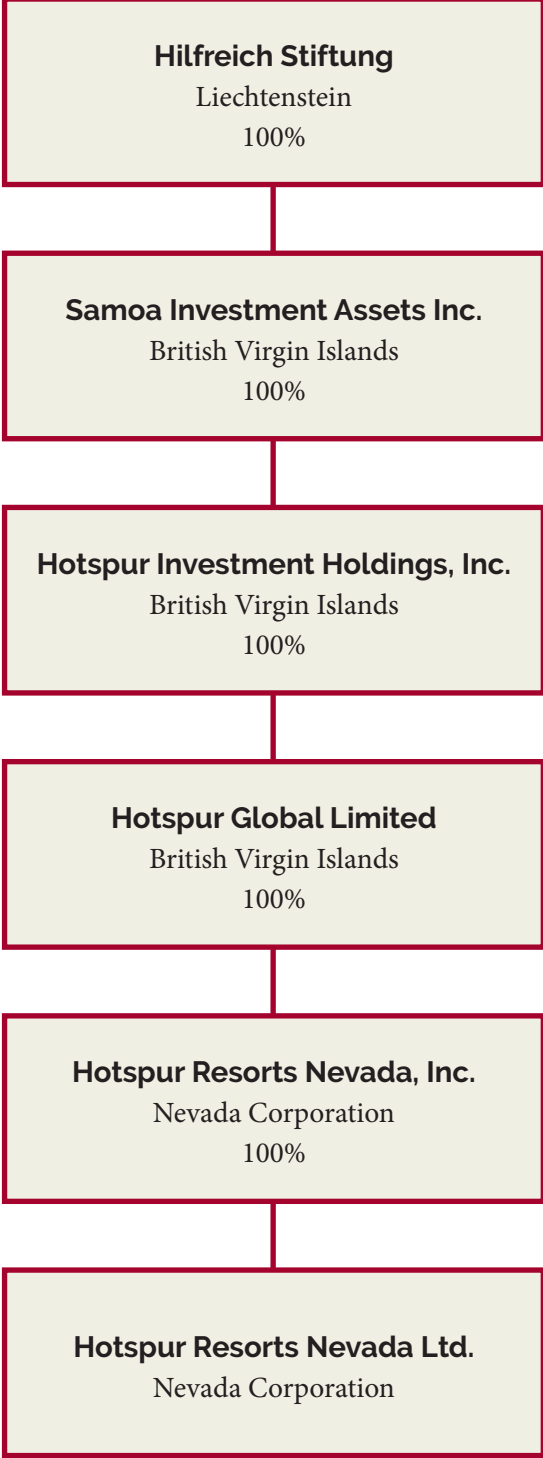 Hilfreich Stiftung
Liechtenstein
100%
Samoa Investment Assets Inc.
British Virgin Islands
100%
Hotspur Investment Holdings, Inc.
British Virgin Islands
100%
Hotspur Global Limited
British Virgin Islands
100%
Hotspur Resorts Nevada, Inc.
Nevada Corporation
100%
Hotspur Resorts Nevada Ltd.
Nevada Corporation